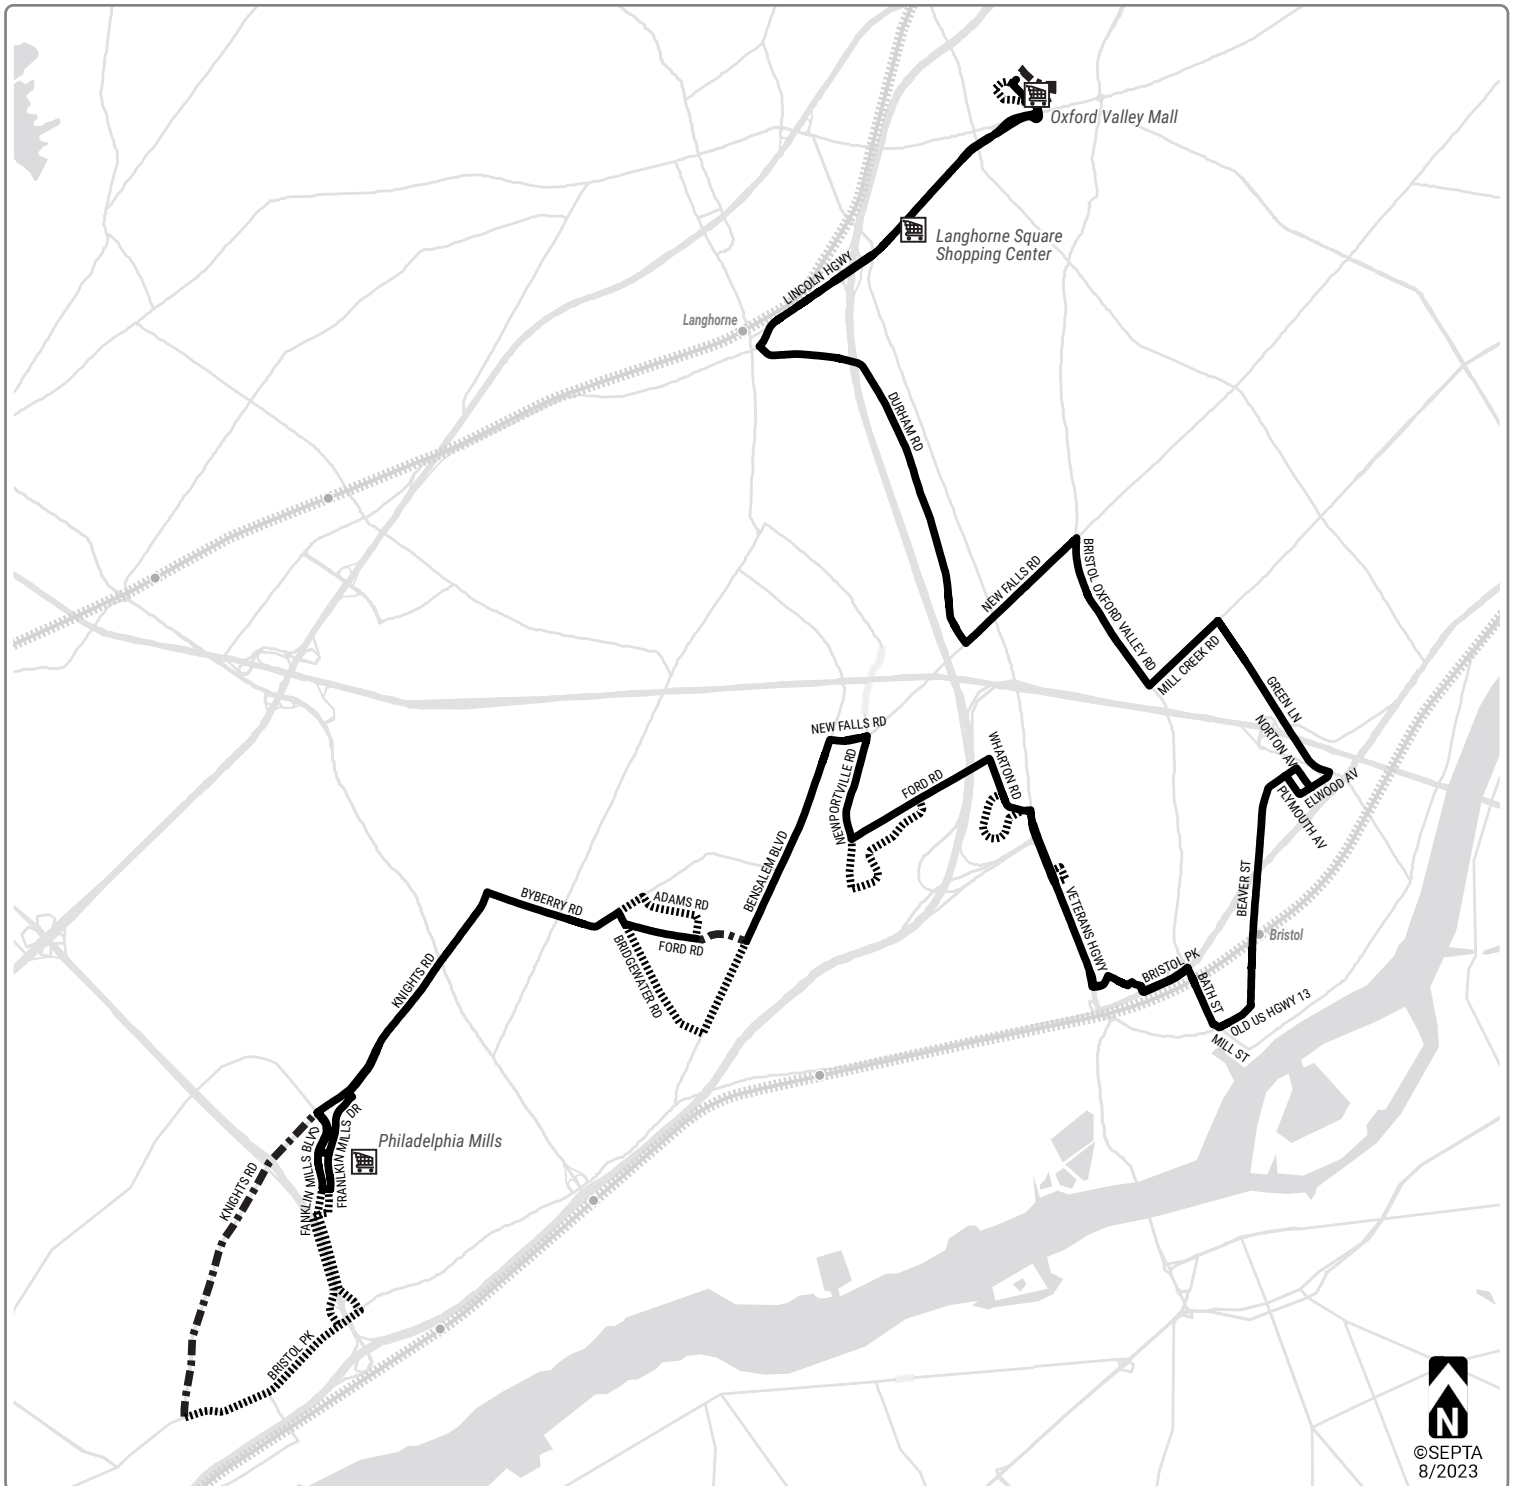 Oxford Valley Mall
Langhorne Square
Shopping Center
LINCOLN HGWY
Langhorne
DURHAM RD
NEW FALLS RD
BRISTOL OXFORD VALLEY RD
MILL CREEK RD
GREEN LN
NORTON AV
ELWOOD AV
PLYMOUTH AV
NEW FALLS RD
NEWPORTVILLE RD
FORD RD
WHARTON RD
BENSALEM BLVD
BEAVER ST
VETERANS HGWY
BYBERRY RD
ADAMS RD
FORD RD
BRIDGEWATER RD
Bristol
BRISTOL PK
BATH ST
OLD US HGWY 13
MILL ST
KNIGHTS RD
Philadelphia Mills
FANKLIN MILLS BLVD
FRANLKIN MILLS DR
KNIGHTS RD
BRISTOL PK
N
©SEPTA
8/2023